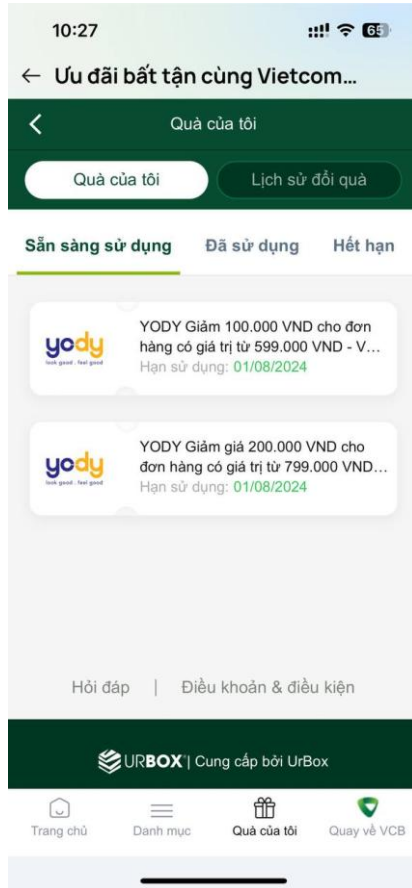 10:27
65
Ưu đãi bất tận cùng Vietcom...
Quà của tôi
Quà của tôi
Lịch sử đổi quà
Sẵn sàng sử dụng
Đã sử dụng
Hết hạn
yody
look good . feel good
YODY Giảm 100.000 VND cho đơn
hàng có giá trị từ 599.000 VND - V...
Hạn sử dụng: 01/08/2024
yody
look good . feel good
YODY Giảm giá 200.000 VND cho
đơn hàng có giá trị từ 799.000 VND...
Hạn sử dụng: 01/08/2024
Hỏi đáp | Điều khoản & điều kiện
URBOX | Cung cấp bởi UrBox
Trang chủ
Danh mục
Quà của tôi
Quay về VCB